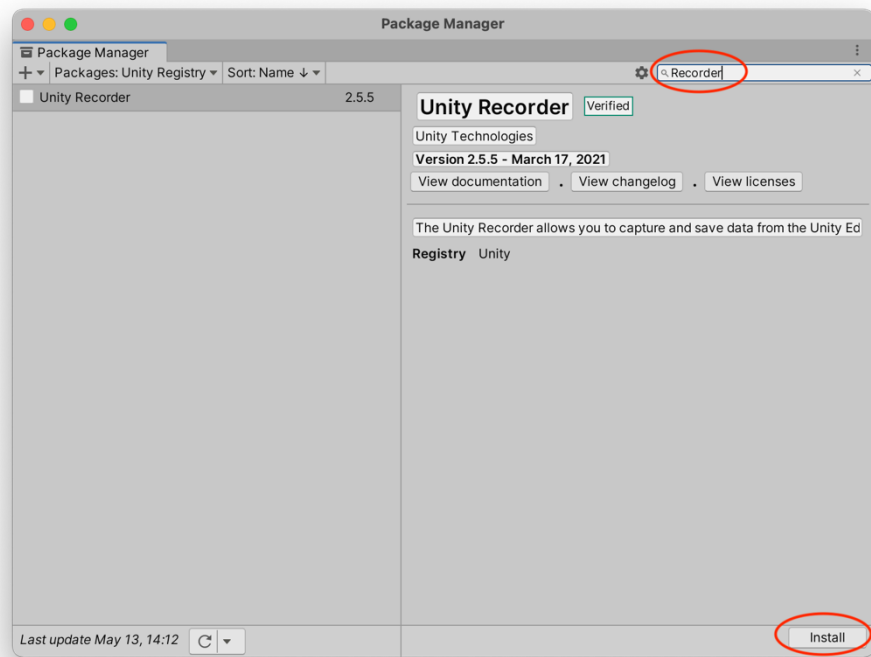 Package Manager
Package Manager
+ Packages: Unity Registry Sort: Name ↓ Recorder ×
Unity Recorder 2.5.5
Unity Recorder Verified
Unity Technologies
Version 2.5.5 - March 17, 2021
View documentation . View changelog . View licenses
The Unity Recorder allows you to capture and save data from the Unity Ed
Registry Unity
Last update May 13, 14:12
Install